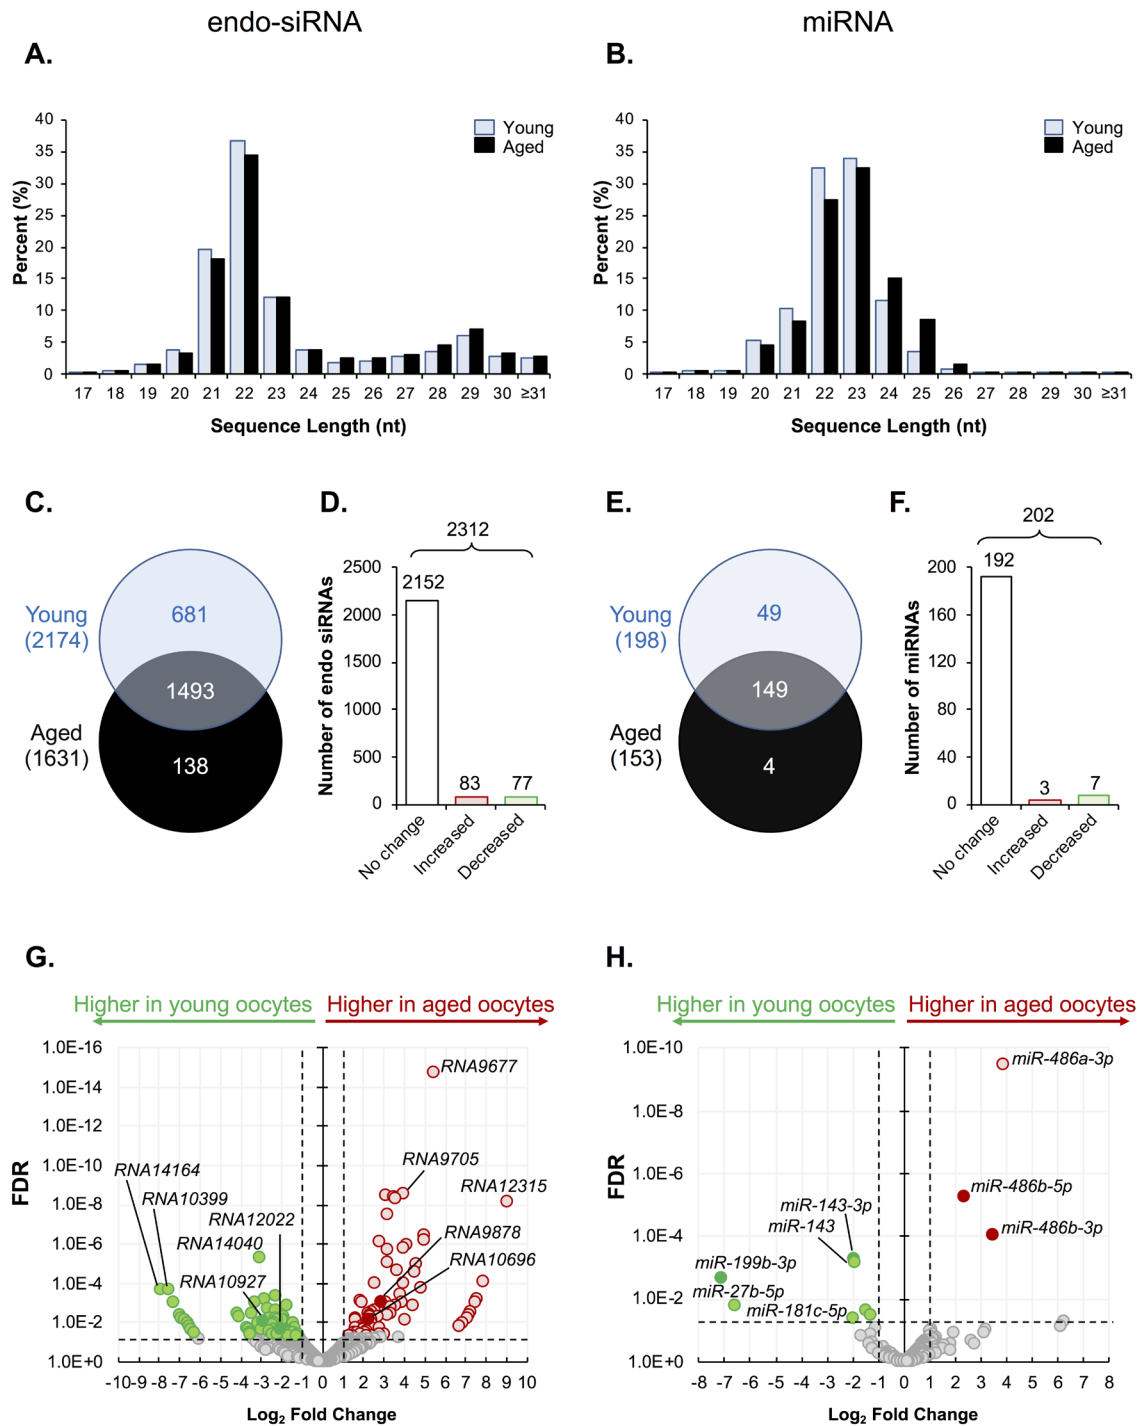 endo-siRNA
miRNA
A.
B.
40
35
30
25
20
15
10
5
0
Percent (%)
Young
Aged
17 18 19 20 21 22 23 24 25 26 27 28 29 30 ≥31
Sequence Length (nt)
40
35
30
25
20
15
10
5
0
Percent (%)
Young
Aged
17 18 19 20 21 22 23 24 25 26 27 28 29 30 ≥31
Sequence Length (nt)
C.
Young
(2174)
681
1493
Aged
(1631)
138
D.
2312
Number of endo siRNAs
2500
2000
1500
1000
500
0
2152
83
77
No change
Increased
Decreased
E.
Young
(198)
49
149
Aged
(153)
4
F.
202
Number of miRNAs
200
160
120
80
40
0
192
3
7
No change
Increased
Decreased
G.
Higher in young oocytes
Higher in aged oocytes
FDR
1.0E-16
1.0E-14
1.0E-12
1.0E-10
1.0E-8
1.0E-6
1.0E-4
1.0E-2
1.0E+0
RNA9677
RNA14164
RNA9705
RNA10399
RNA12315
RNA12022
RNA14040
RNA9878
RNA10696
RNA10927
-10 -9 -8 -7 -6 -5 -4 -3 -2 -1 0 1 2 3 4 5 6 7 8 9 10
Log2 Fold Change
H.
Higher in young oocytes
Higher in aged oocytes
FDR
1.0E-10
1.0E-8
1.0E-6
1.0E-4
1.0E-2
1.0E+0
miR-486a-3p
miR-486b-5p
miR-143-3p
miR-143
miR-486b-3p
miR-199b-3p
miR-27b-5p
miR-181c-5p
-8 -7 -6 -5 -4 -3 -2 -1 0 1 2 3 4 5 6 7 8
Log2 Fold Change